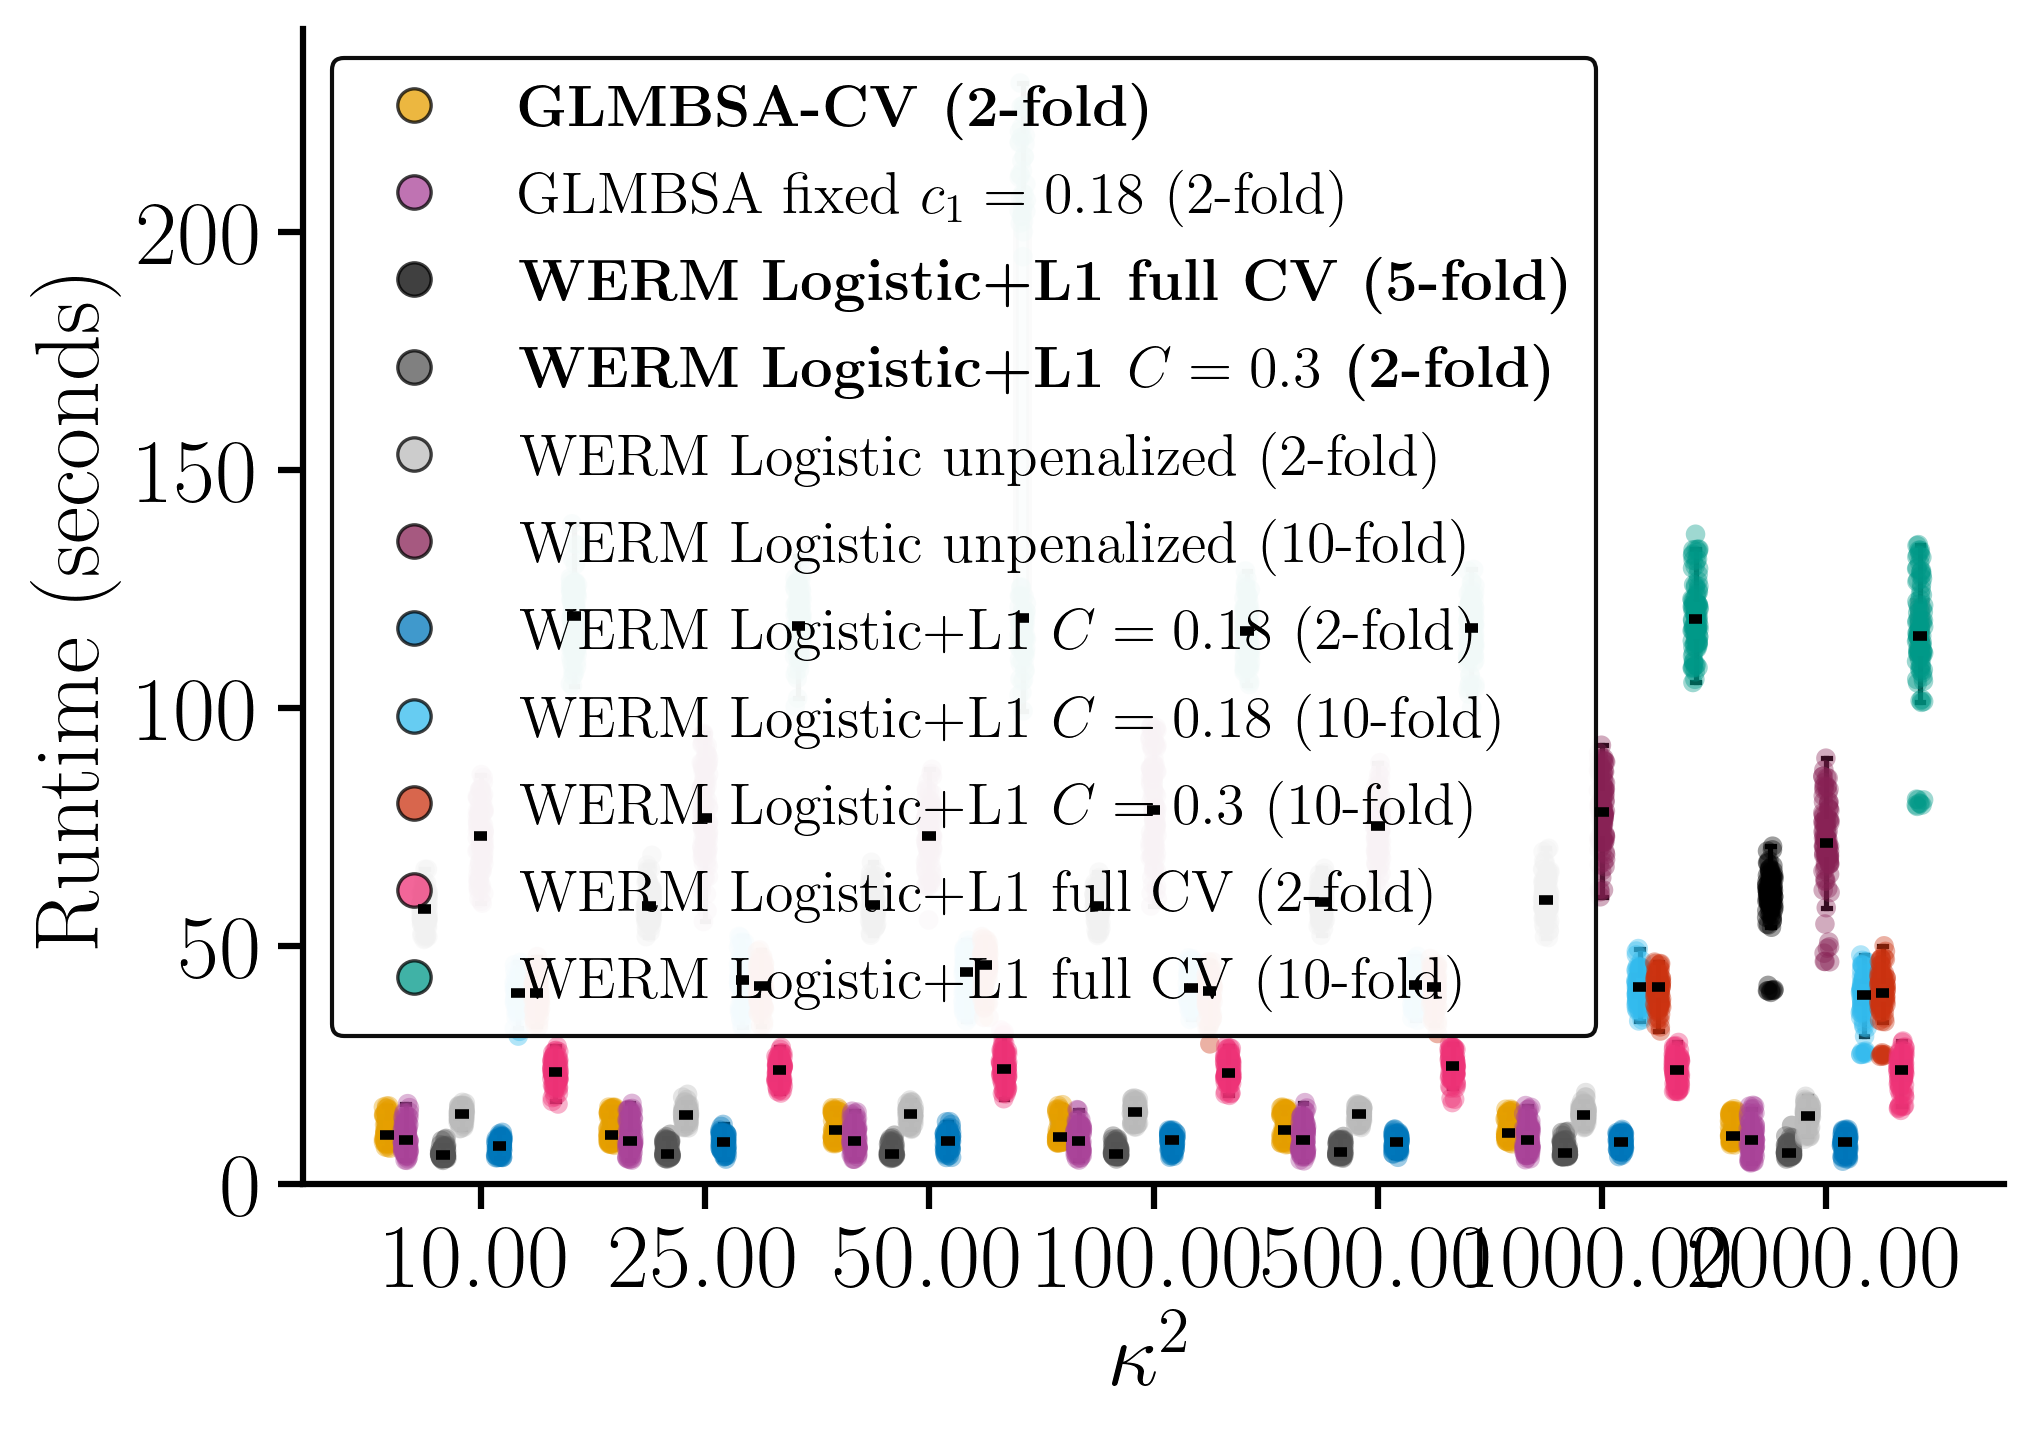 GLMBSA-CV (2-fold)
GLMBSA fixed c₁ = 0.18 (2-fold)
WERM Logistic+L1 full CV (5-fold)
WERM Logistic+L1 C = 0.3 (2-fold)
WERM Logistic unpenalized (2-fold)
WERM Logistic unpenalized (10-fold)
WERM Logistic+L1 C = 0.18 (2-fold)
WERM Logistic+L1 C = 0.18 (10-fold)
WERM Logistic+L1 C = 0.3 (10-fold)
WERM Logistic+L1 full CV (2-fold)
WERM Logistic+L1 full CV (10-fold)
Runtime (seconds)
200
150
100
50
0
10.00 25.00 50.00 100.00 500.00 1000.00 2000.00
κ²